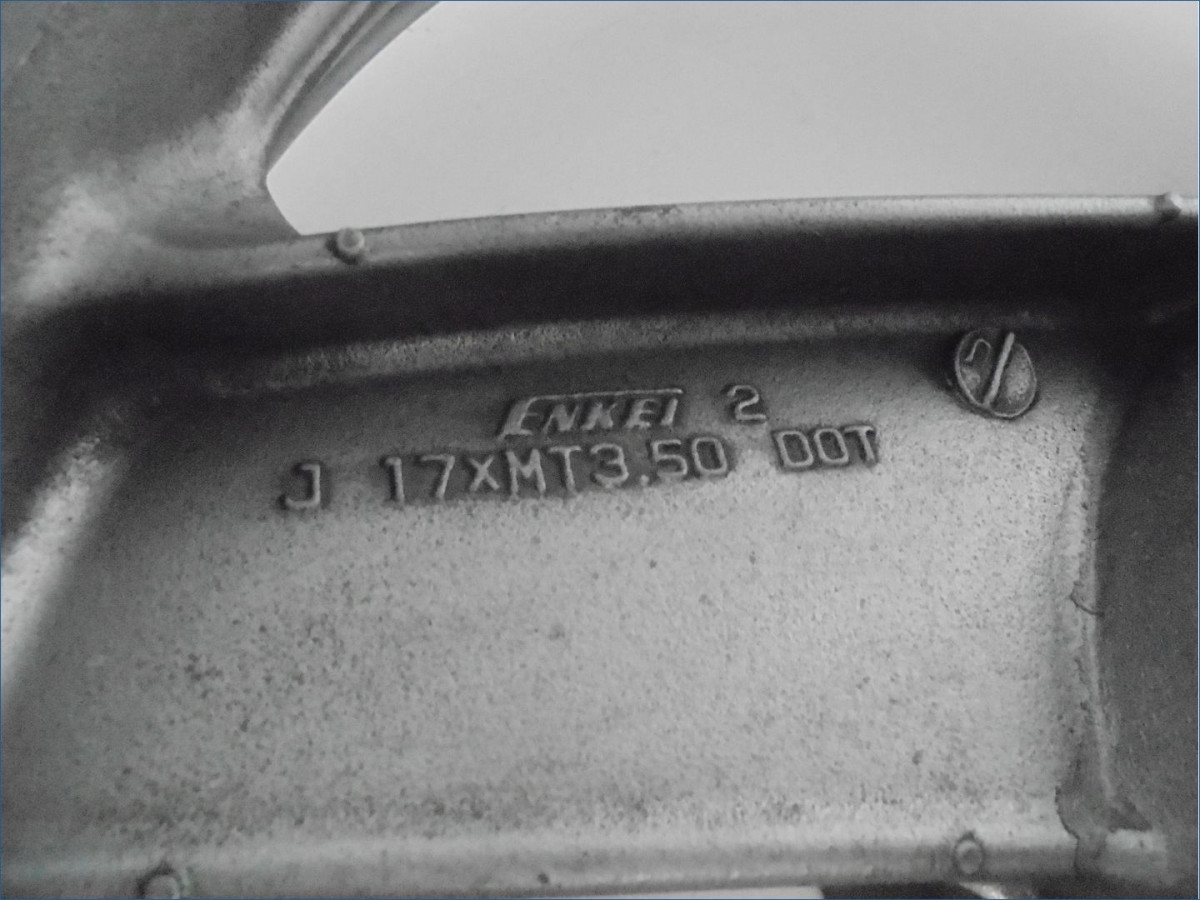 ENKEI 2
J 17XMT3.50 DOT